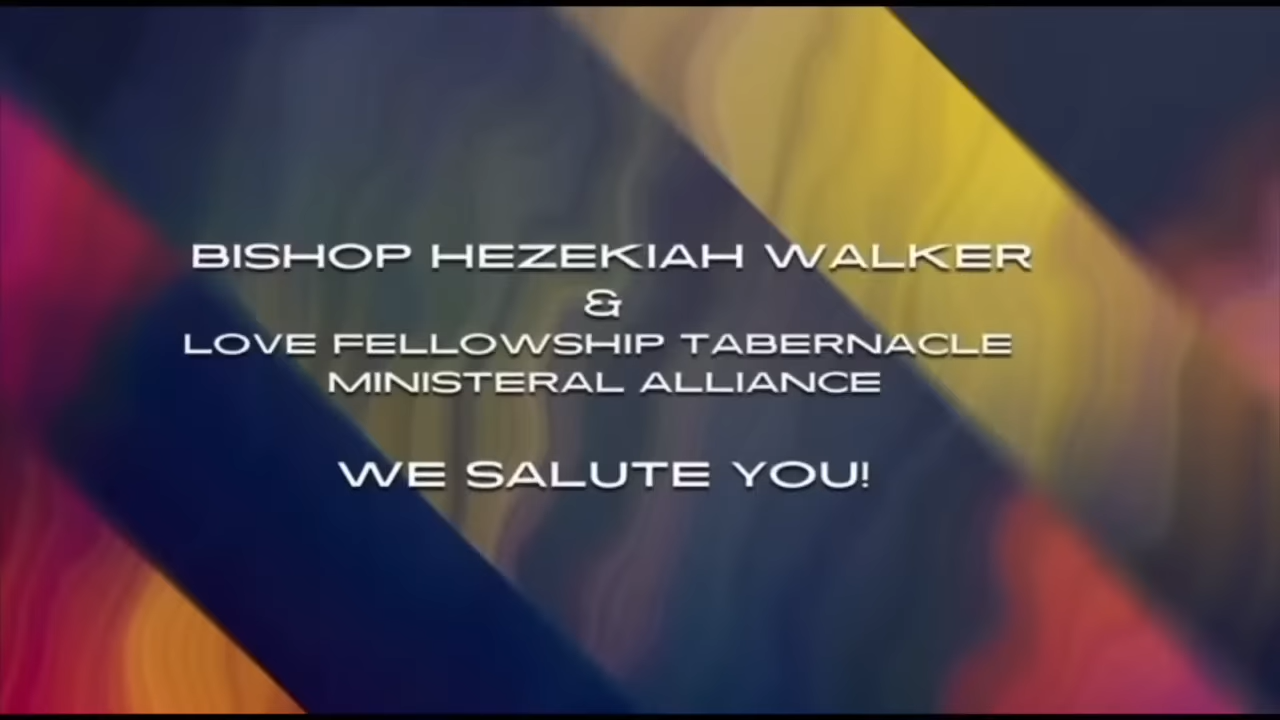 BISHOP HEZEKIAH WALKER
&
LOVE FELLOWSHIP TABERNACLE
MINISTERAL ALLIANCE
WE SALUTE YOU!